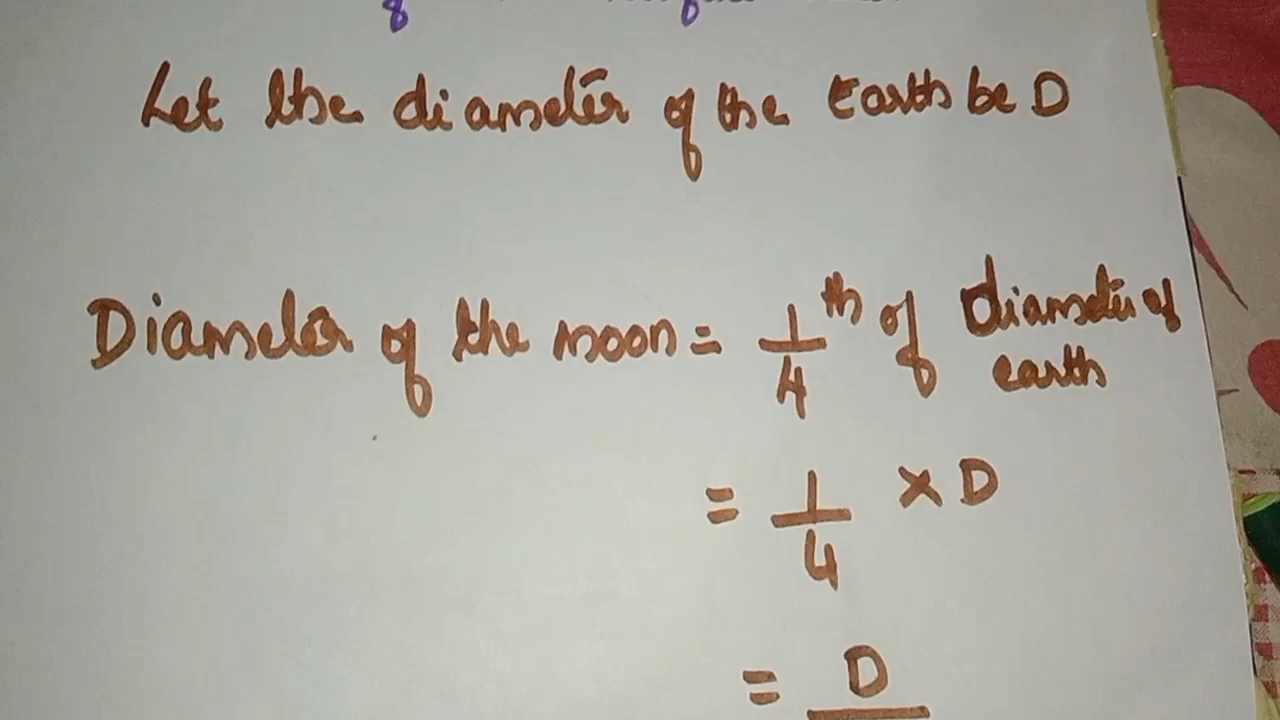 Let the diameter of the Earth be D
Diameter of the moon = 1/4 th of diameter of
earth
= 1/4 × D
= D